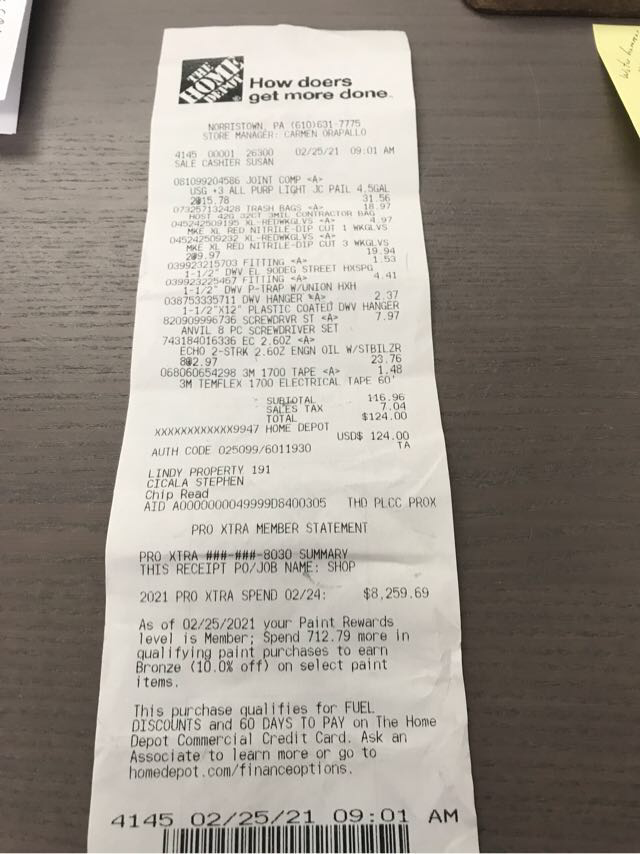 THE
HOME
DEPOT
How doers
get more done.
NORRISTOWN, PA (610)631-7775
STORE MANAGER: CARMEN ORAPALLO
4145 00001 26300 02/25/21 09:01 AM
SALE CASHIER SUSAN
081099204586 JOINT COMP <A>
USG +3 ALL PURP LIGHT JC PAIL 4.5GAL
2@15.78 31.56
073257132428 TRASH BAGS <A> 18.97
HOST 42G 32CT 3MIL CONTRACTOR BAG
045242509195 XL-REDWKGLVS <A> 4.97
MKE XL RED NITRILE-DIP CUT 1 WKGLVS
045242509232 XL-REDWKGLVS <A>
MKE XL RED NITRILE-DIP CUT 3 WKGLVS
2@9.97 19.94
039923215703 FITTING <A> 1.53
1-1/2" DWV EL 90DEG STREET HXSPG
039923225467 FITTING <A> 4.41
1-1/2" DWV P-TRAP W/UNION HXH
038753335711 DWV HANGER <A> 2.37
1-1/2"X12" PLASTIC COATED DWV HANGER
820909996736 SCREWDRVR ST <A> 7.97
ANVIL 8 PC SCREWDRIVER SET
743184016336 EC 2.6OZ <A>
ECHO 2-STRK 2.6OZ ENGN OIL W/STBILZR
8@2.97 23.76
068060654298 3M 1700 TAPE <A> 1.48
3M TEMFLEX 1700 ELECTRICAL TAPE 60'
SUBTOTAL 116.96
SALES TAX 7.04
TOTAL $124.00
XXXXXXXXXXXX9947 HOME DEPOT
USD$ 124.00
AUTH CODE 025099/6011930 TA
LINDY PROPERTY 191
CICALA STEPHEN
Chip Read
AID A0000000049999D8400305 THD PLCC PROX
PRO XTRA MEMBER STATEMENT
PRO XTRA ###-###-8030 SUMMARY
THIS RECEIPT PO/JOB NAME: SHOP
2021 PRO XTRA SPEND 02/24: $8,259.69
As of 02/25/2021 your Paint Rewards
level is Member; Spend 712.79 more in
qualifying paint purchases to earn
Bronze (10.0% off) on select paint
items.
This purchase qualifies for FUEL
DISCOUNTS and 60 DAYS TO PAY on The Home
Depot Commercial Credit Card. Ask an
Associate to learn more or go to
homedepot.com/financeoptions.
4145 02/25/21 09:01 AM